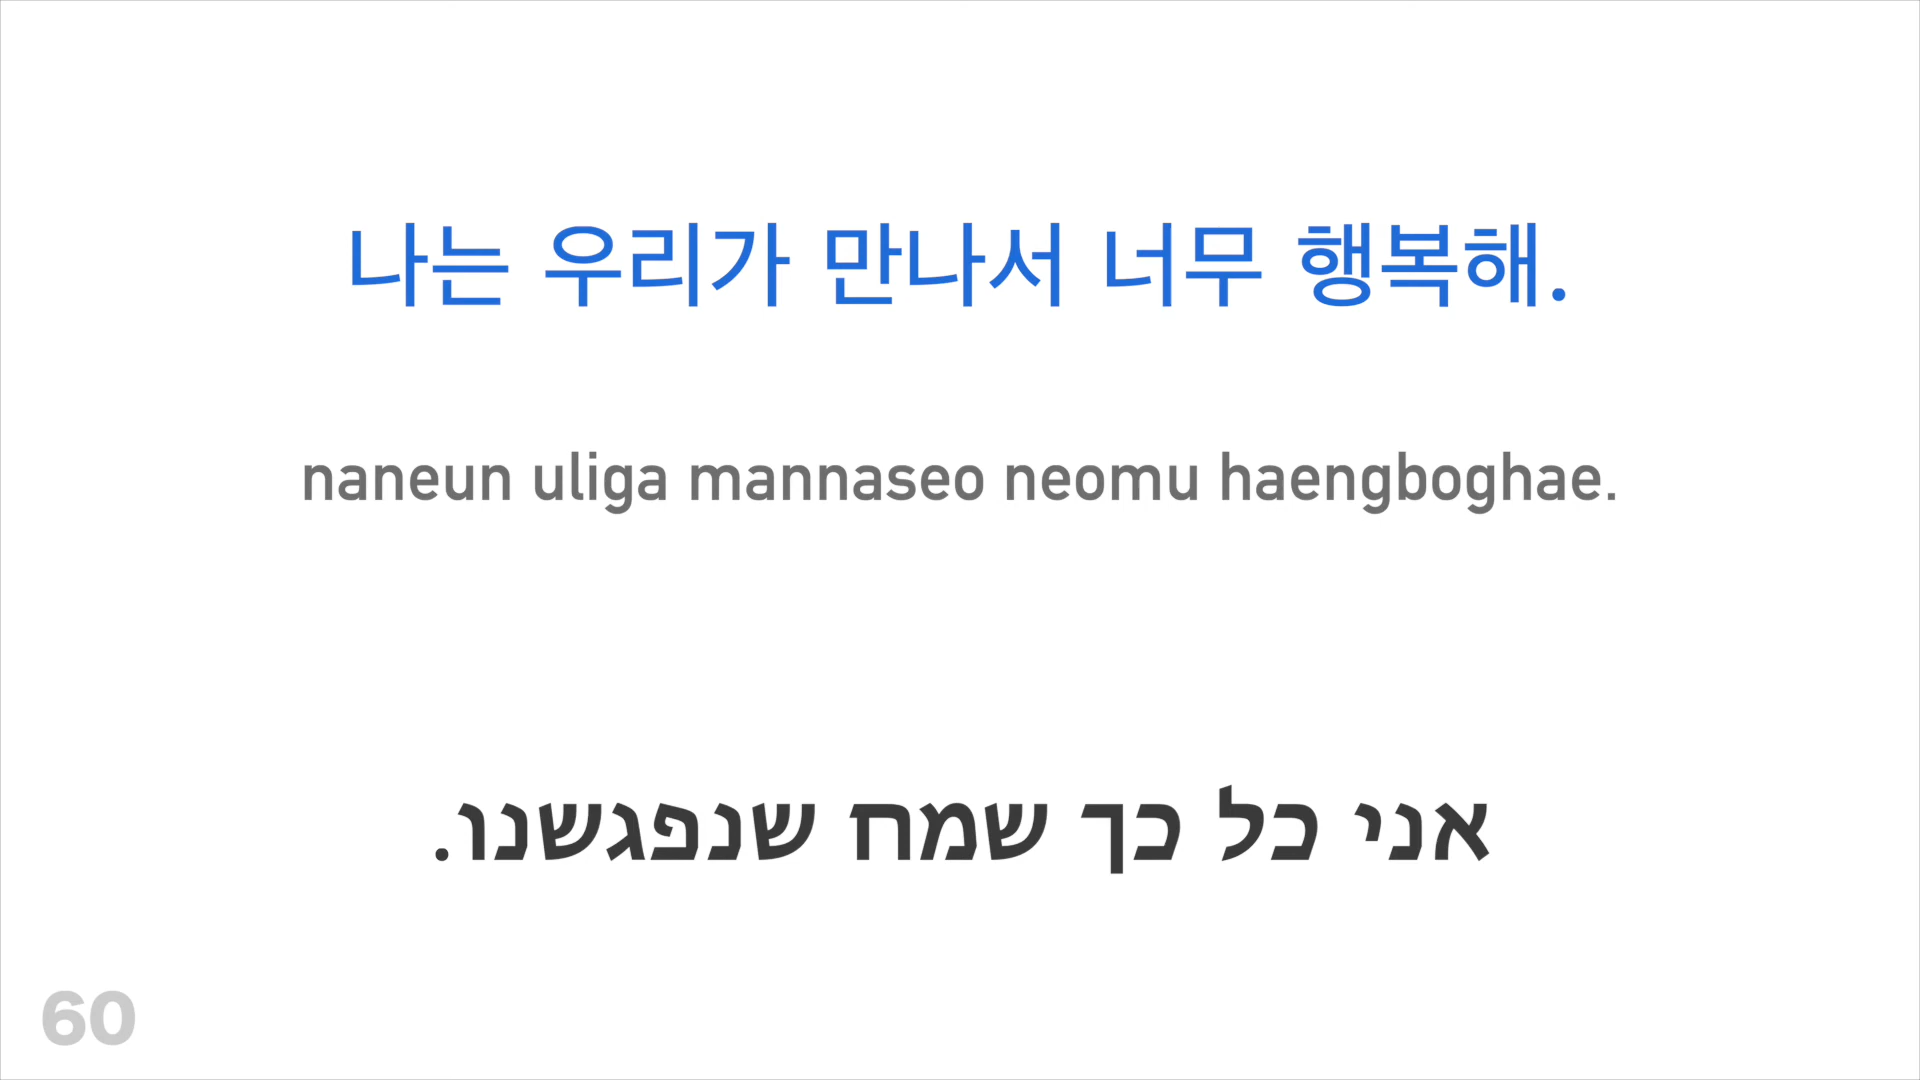 나는 우리가 만나서 너무 행복해.
naneun uliga mannaseo neomu haengboghae.
אני כל כך שמח שנפגשנו.
60